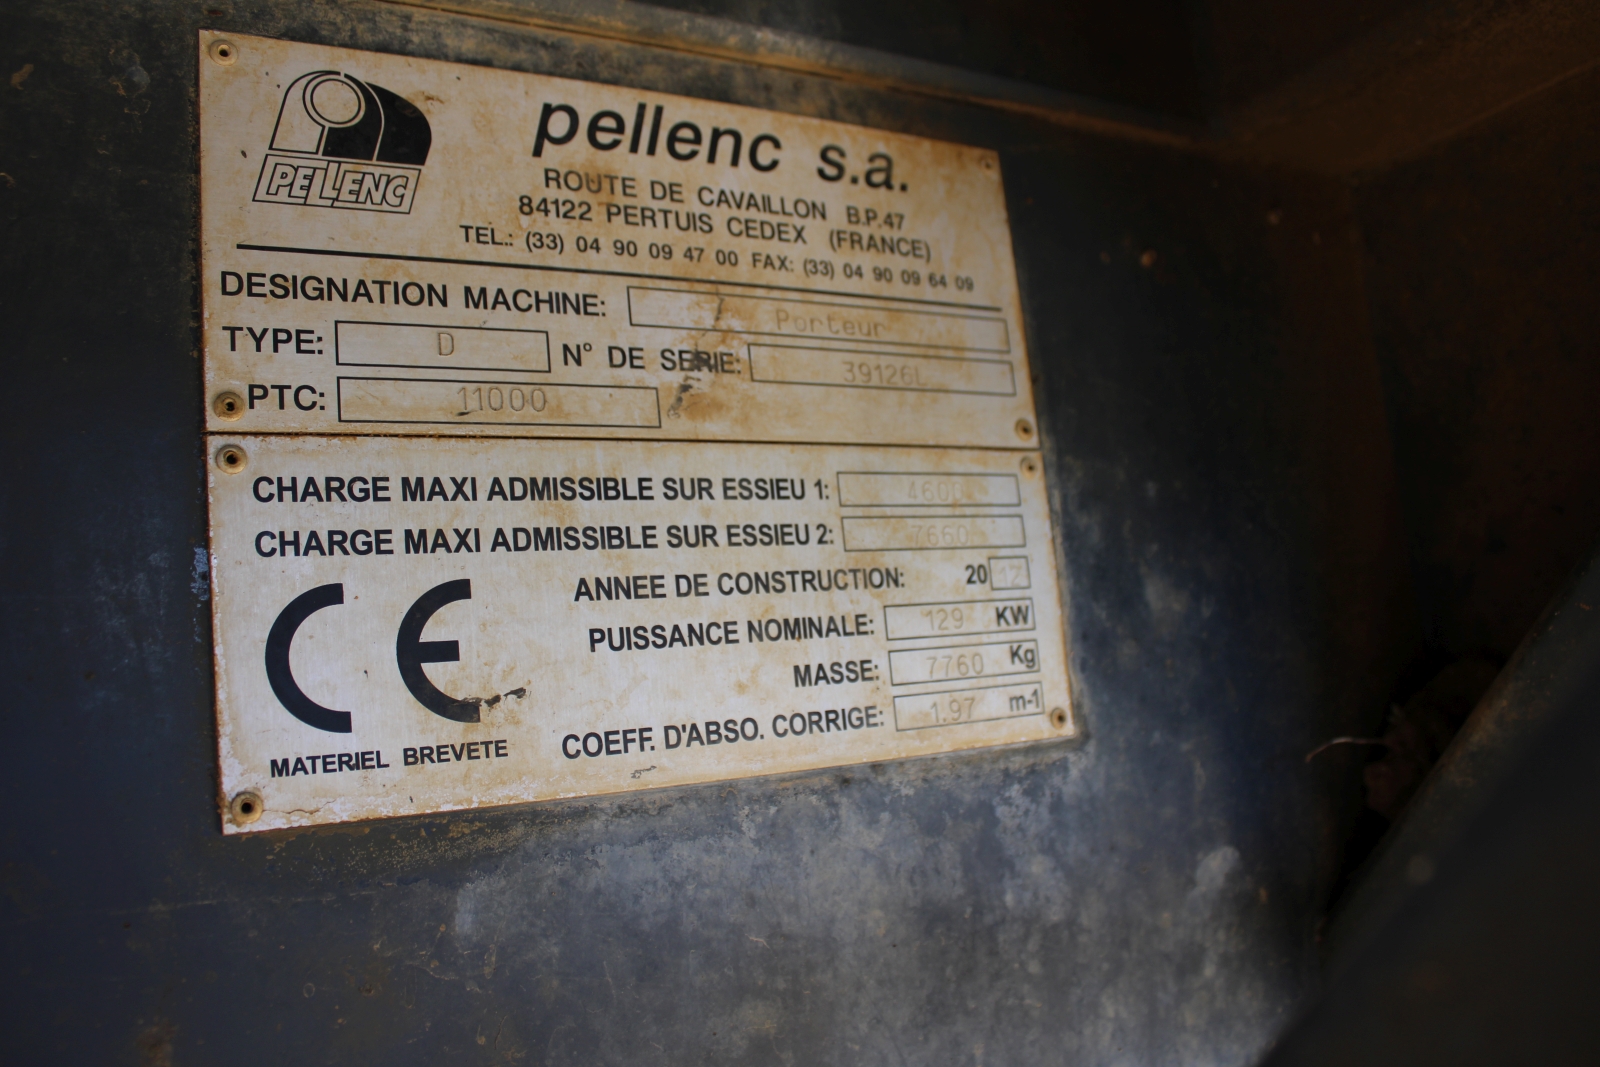 PELLENC
pellenc s.a.
ROUTE DE CAVAILLON B.P.47
84122 PERTUIS CEDEX (FRANCE)
TEL.: (33) 04 90 09 47 00 FAX: (33) 04 90 09 64 09
DESIGNATION MACHINE: Porteur
TYPE: D N° DE SERIE: 39126L
PTC: 11000
CHARGE MAXI ADMISSIBLE SUR ESSIEU 1: 4600
CHARGE MAXI ADMISSIBLE SUR ESSIEU 2: 7660
ANNEE DE CONSTRUCTION: 20
PUISSANCE NOMINALE: 129 KW
MASSE: 7760 Kg
COEFF. D'ABSO. CORRIGE: 1.97 m-1
CE
MATERIEL BREVETE